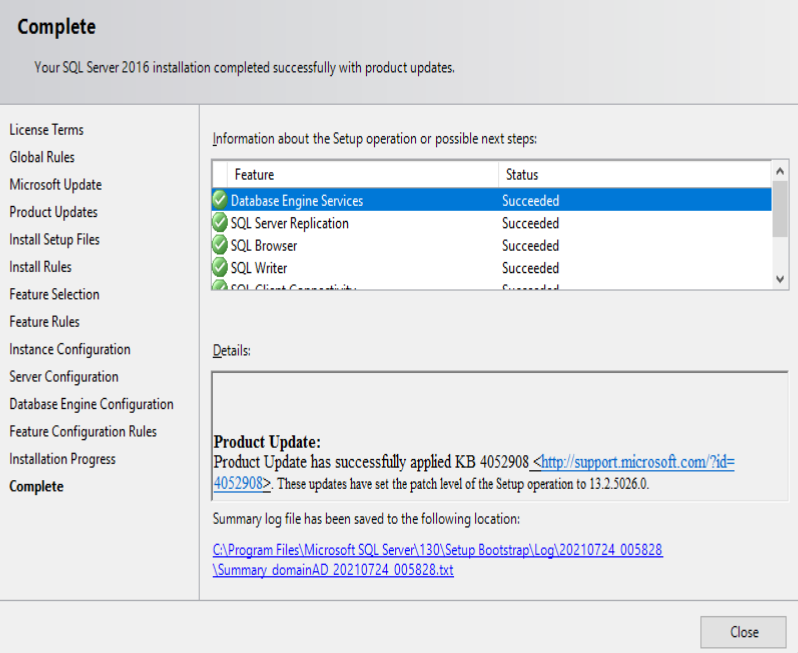 Complete
Your SQL Server 2016 installation completed successfully with product updates.
License Terms
Global Rules
Microsoft Update
Product Updates
Install Setup Files
Install Rules
Feature Selection
Feature Rules
Instance Configuration
Server Configuration
Database Engine Configuration
Feature Configuration Rules
Installation Progress
Complete
Information about the Setup operation or possible next steps:
Feature Status
Database Engine Services Succeeded
SQL Server Replication Succeeded
SQL Browser Succeeded
SQL Writer Succeeded
SQL Client Connectivity Succeeded
Details:
Product Update:
Product Update has successfully applied KB 4052908 <http://support.microsoft.com/?id=
4052908>. These updates have set the patch level of the Setup operation to 13.2.5026.0.
Summary log file has been saved to the following location:
C:\Program Files\Microsoft SQL Server\130\Setup Bootstrap\Log\20210724_005828
\Summary_domainAD_20210724_005828.txt
Close